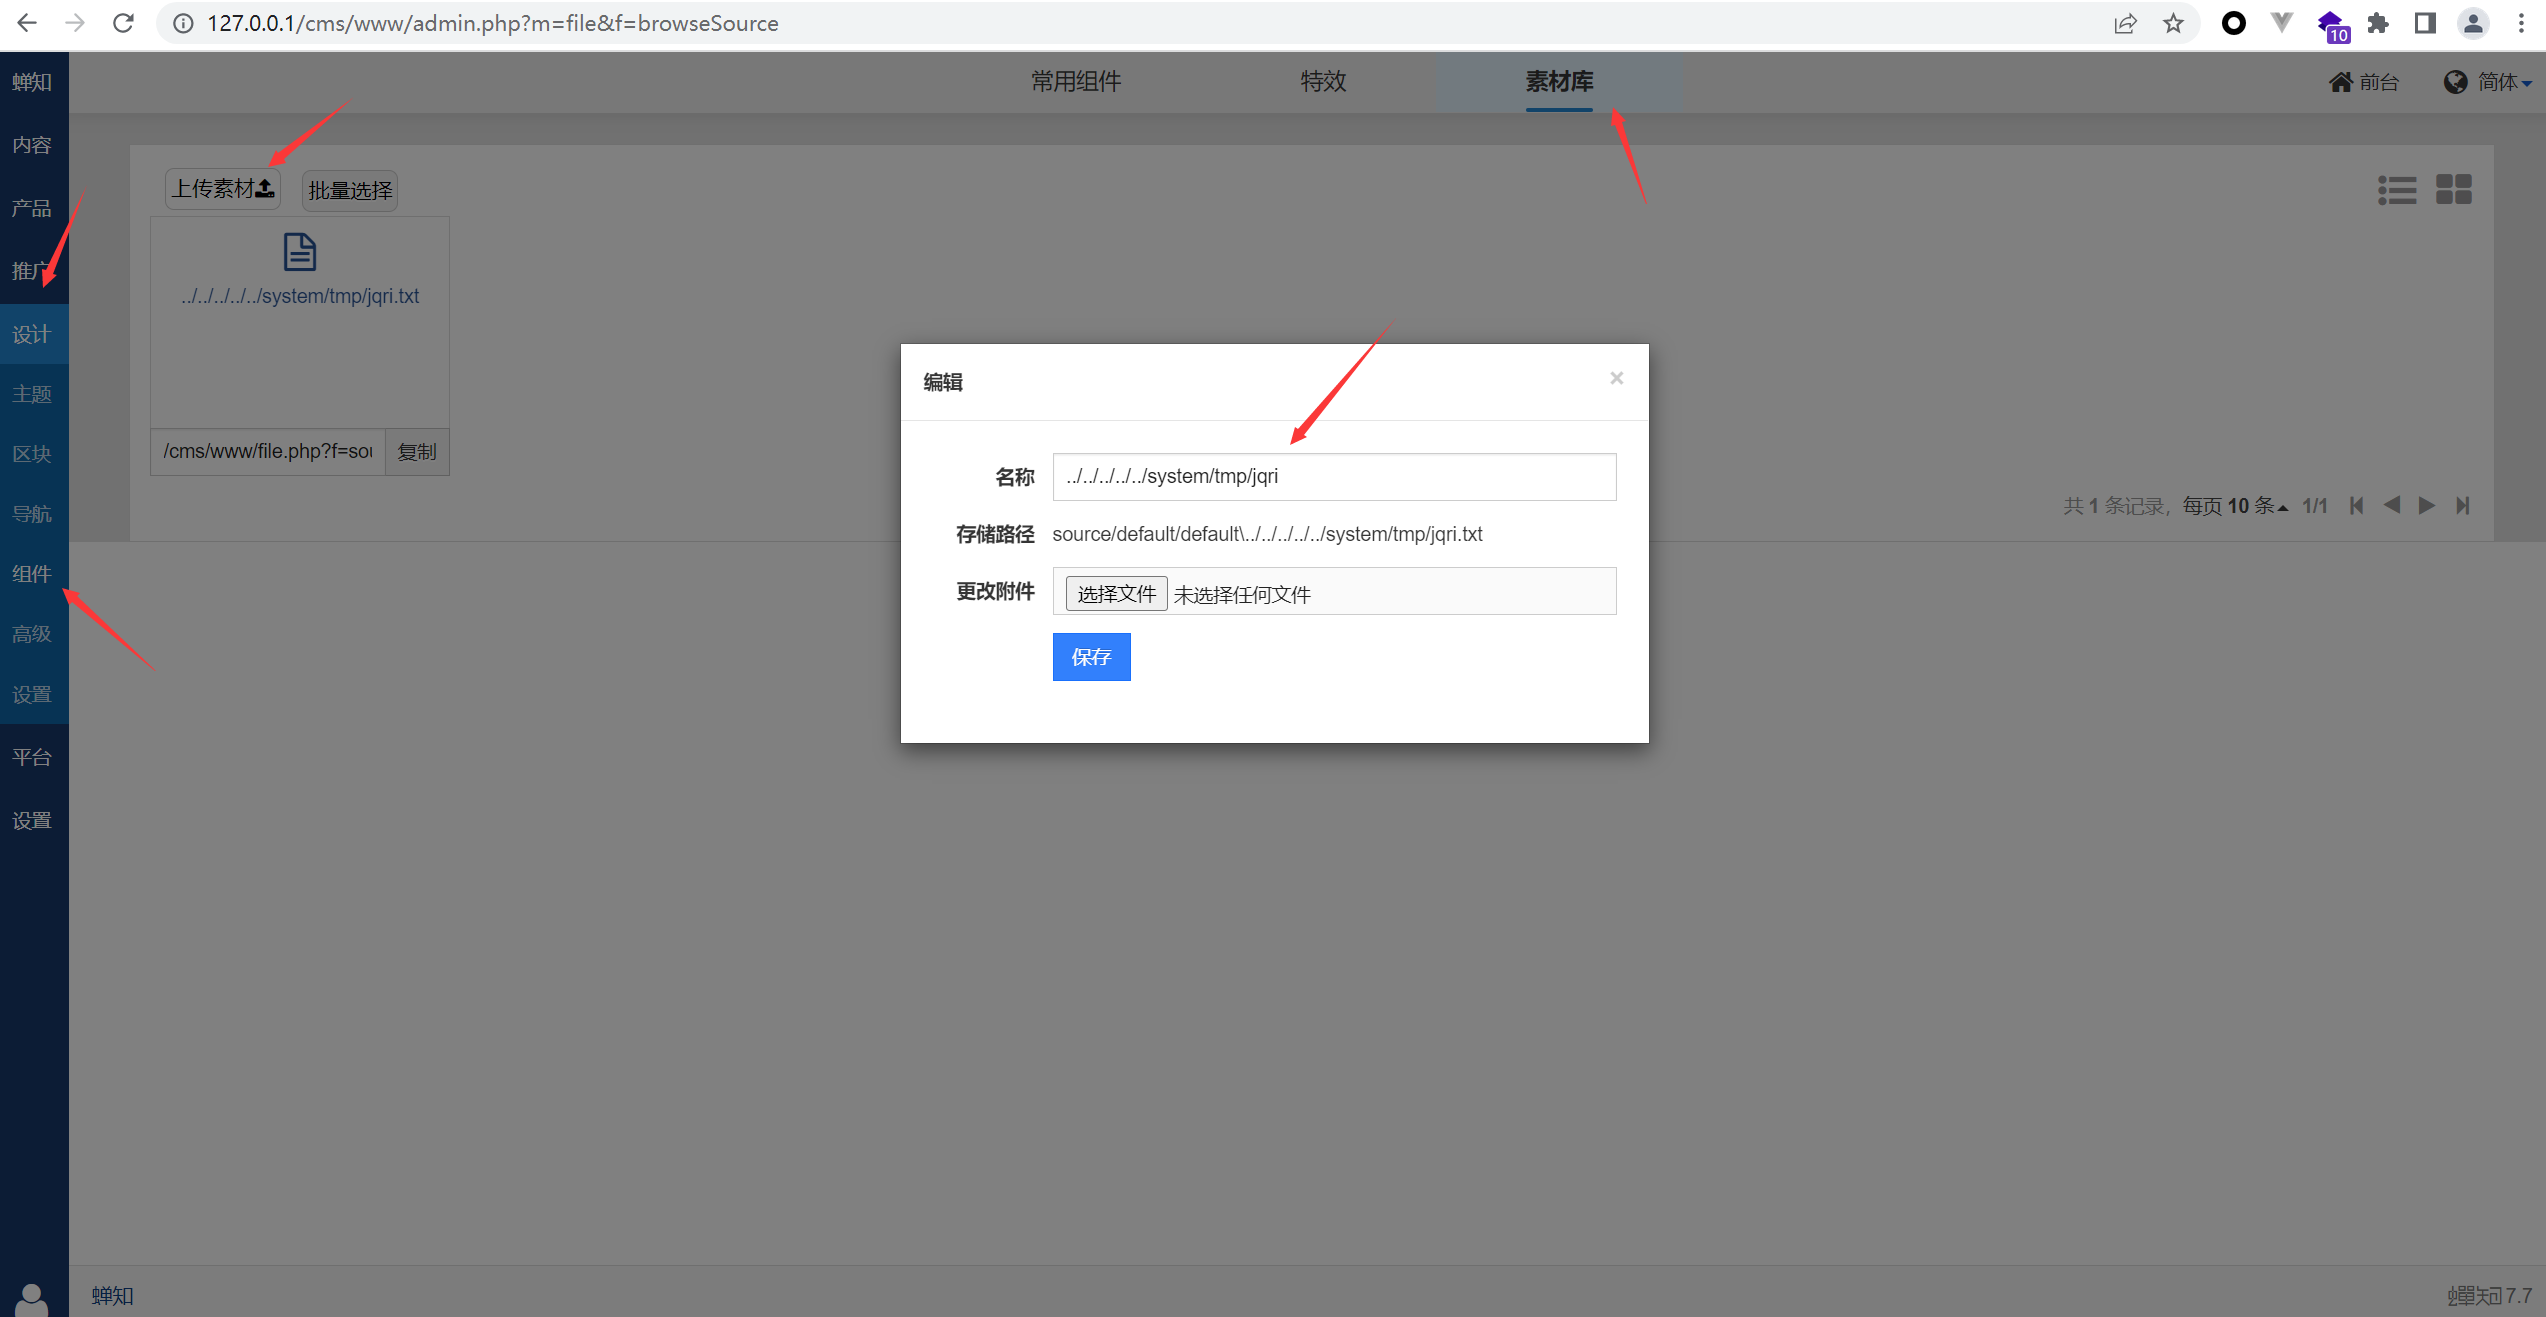 127.0.0.1/cms/www/admin.php?m=file&f=browseSource
10
蝉知
常用组件
特效
素材库
前台
简体
内容
产品
推广
设计
主题
区块
导航
组件
高级
设置
平台
设置
上传素材
批量选择
../../../../../system/tmp/jqri.txt
/cms/www/file.php?f=sou
复制
编辑
×
名称
../../../../../system/tmp/jqri
存储路径
source/default/default\../../../../../system/tmp/jqri.txt
更改附件
选择文件 未选择任何文件
保存
共 1 条记录，每页 10 条 1/1
蝉知
蟬知 7.7